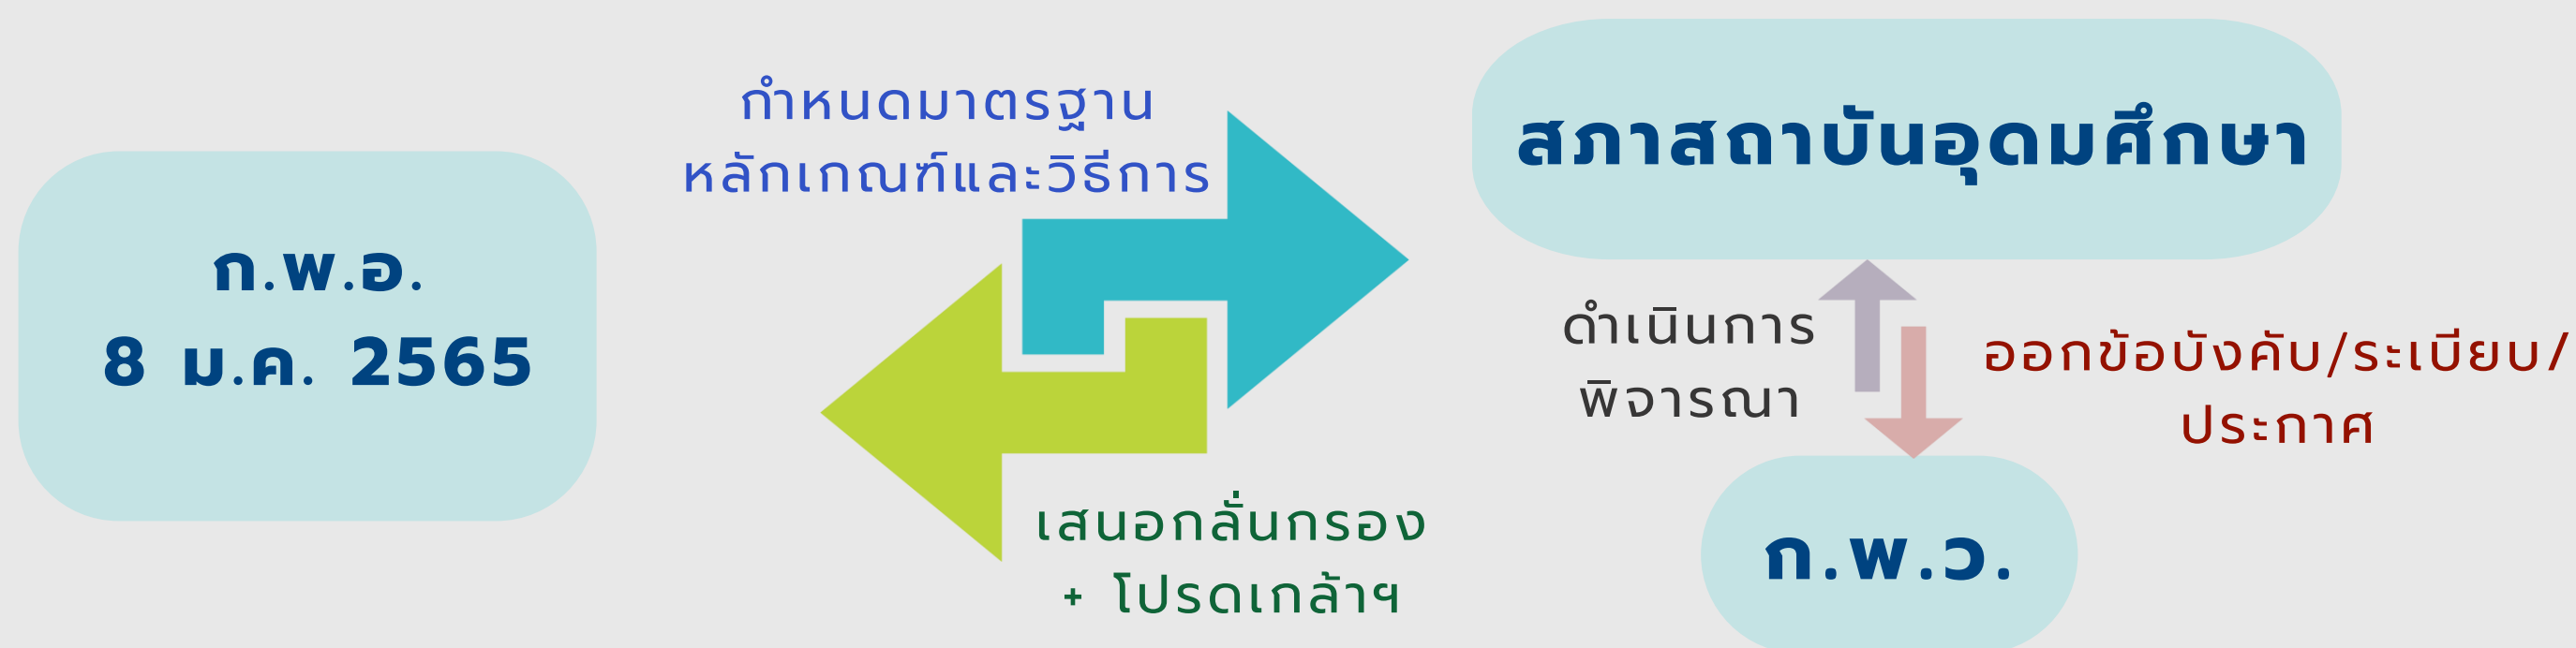 ก.พ.อ.
8 ม.ค. 2565
กำหนดมาตรฐาน
หลักเกณฑ์และวิธีการ
เสนอกลั่นกรอง
+ โปรดเกล้าฯ
สภาสถาบันอุดมศึกษา
ดำเนินการ
พิจารณา
ออกข้อบังคับ/ระเบียบ/
ประกาศ
ก.พ.ว.